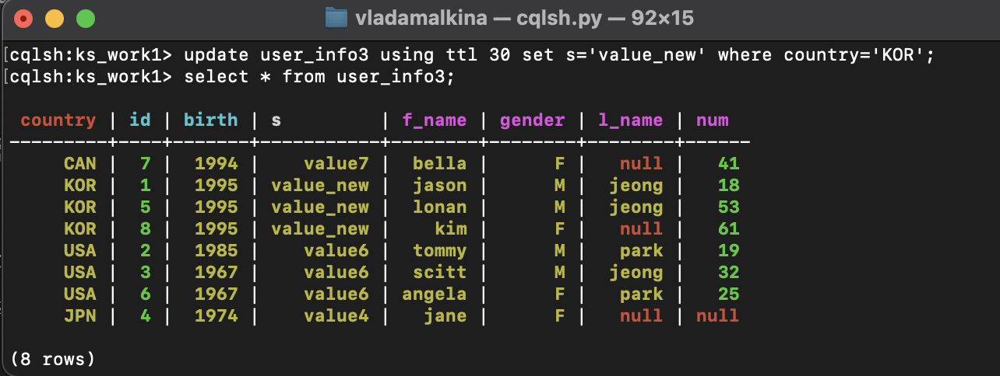 vladamalkina — cqlsh.py — 92×15
[cqlsh:ks_work1> update user_info3 using ttl 30 set s='value_new' where country='KOR';
[cqlsh:ks_work1> select * from user_info3;
 country | id | birth | s         | f_name | gender | l_name | num
---------+----+-------+-----------+--------+--------+--------+------
     CAN |  7 |  1994 |    value7 |  bella |      F |   null |   41
     KOR |  1 |  1995 | value_new |  jason |      M |  jeong |   18
     KOR |  5 |  1995 | value_new |  lonan |      M |  jeong |   53
     KOR |  8 |  1995 | value_new |    kim |      F |   null |   61
     USA |  2 |  1985 |    value6 |  tommy |      M |   park |   19
     USA |  3 |  1967 |    value6 |  scitt |      M |  jeong |   32
     USA |  6 |  1967 |    value6 | angela |      F |   park |   25
     JPN |  4 |  1974 |    value4 |   jane |      F |   null | null
(8 rows)